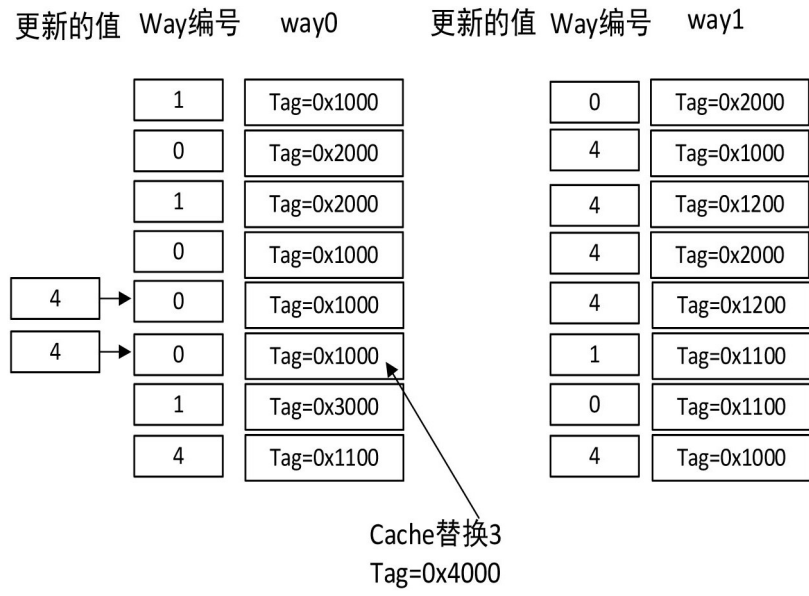 更新的值 Way编号 way0 更新的值 Way编号 way1
1 Tag=0x1000 0 Tag=0x2000
0 Tag=0x2000 4 Tag=0x1000
1 Tag=0x2000 4 Tag=0x1200
0 Tag=0x1000 4 Tag=0x2000
4 0 Tag=0x1000 4 Tag=0x1200
4 0 Tag=0x1000 1 Tag=0x1100
1 Tag=0x3000 0 Tag=0x1100
4 Tag=0x1100 4 Tag=0x1000
Cache替换3
Tag=0x4000